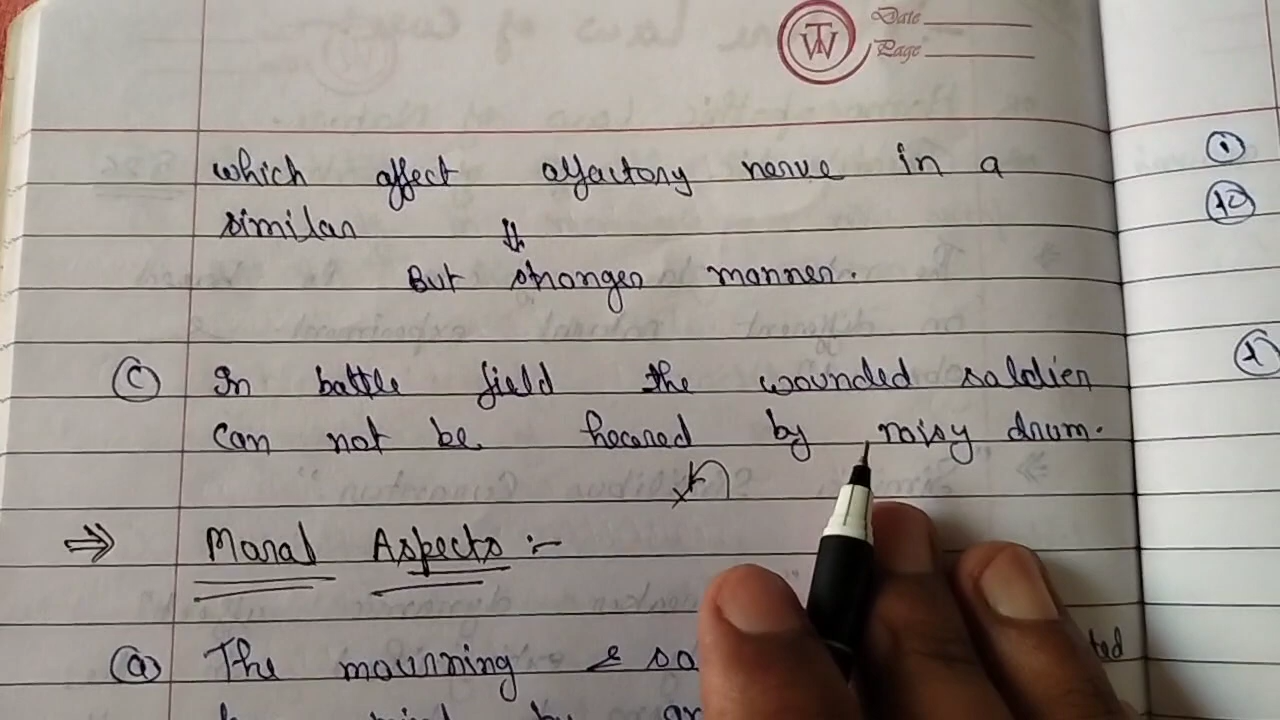 Date
Page
which affect olfactory nerve in a
similar
But stronger manner.
(C) In battle field the wounded soldier
can not be heared by noisy drum.
⇒ Moral Aspects :-
(a) The mourning & so